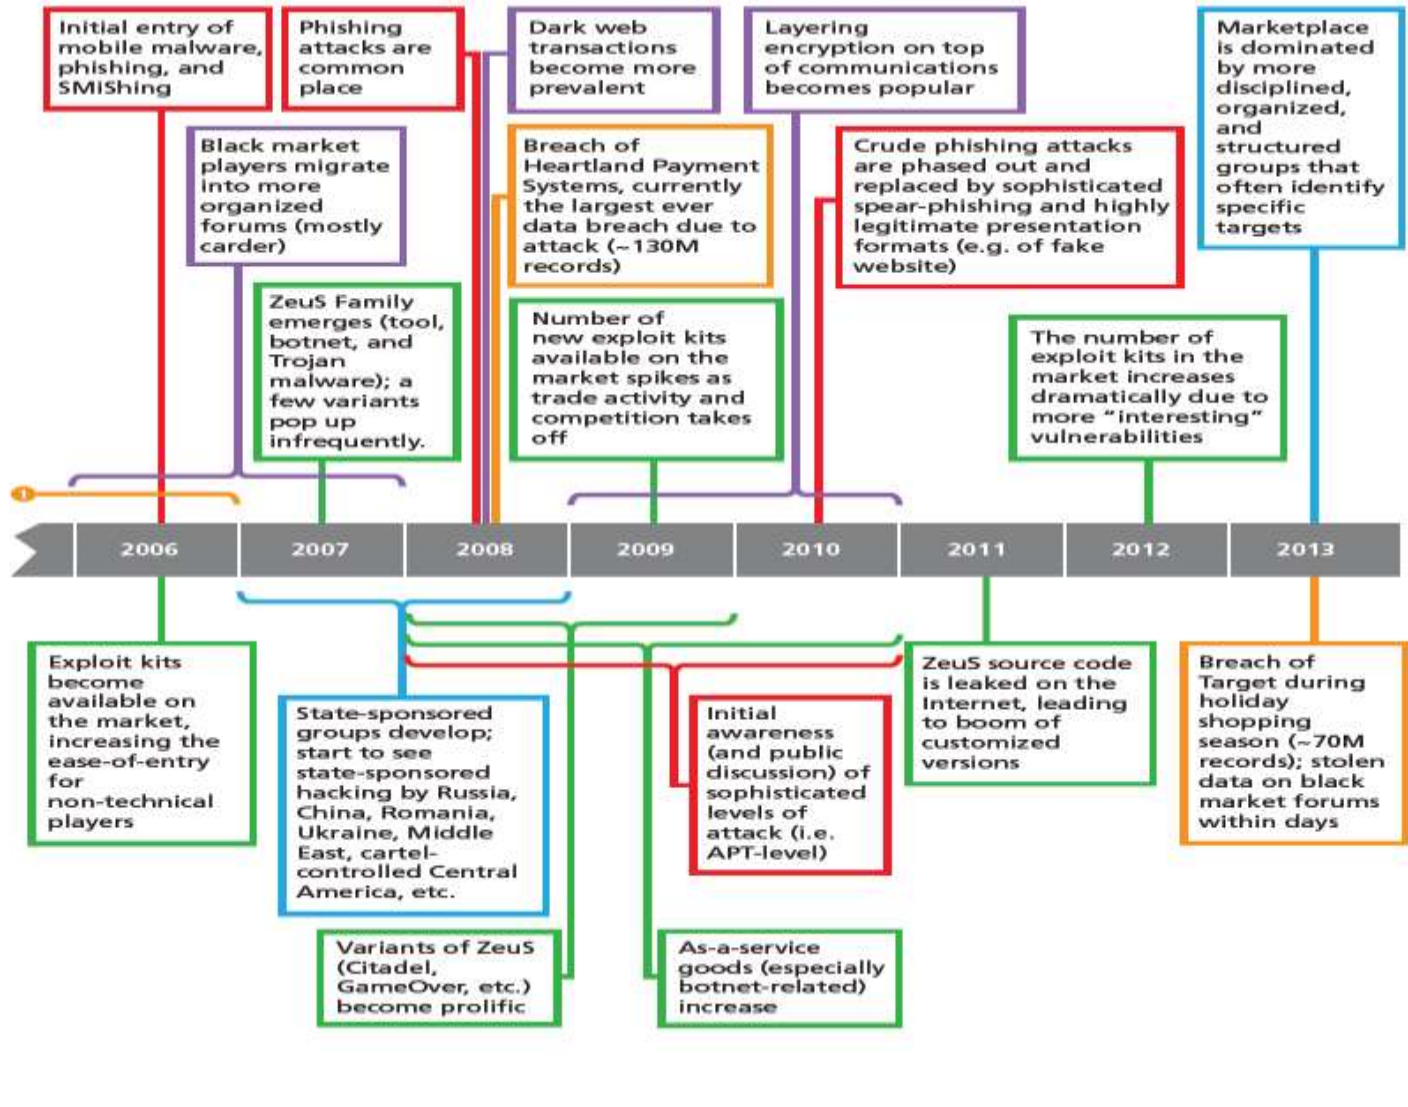 Initial entry of
mobile malware,
phishing, and
SMiShing
Phishing
attacks are
common
place
Dark web
transactions
become more
prevalent
Layering
encryption on top
of communications
becomes popular
Marketplace
is dominated
by more
disciplined,
organized,
and
structured
groups that
often identify
specific
targets
Black market
players migrate
into more
organized
forums (mostly
carder)
Breach of
Heartland Payment
Systems, currently
the largest ever
data breach due to
attack (~130M
records)
Crude phishing attacks
are phased out and
replaced by sophisticated
spear-phishing and highly
legitimate presentation
formats (e.g. of fake
website)
ZeuS Family
emerges (tool,
botnet, and
Trojan
malware); a
few variants
pop up
infrequently.
Number of
new exploit kits
available on the
market spikes as
trade activity and
competition takes
off
The number of
exploit kits in the
market increases
dramatically due to
more “interesting”
vulnerabilities
1
2006
2007
2008
2009
2010
2011
2012
2013
Exploit kits
become
available on
the market,
increasing the
ease-of-entry
for
non-technical
players
State-sponsored
groups develop;
start to see
state-sponsored
hacking by Russia,
China, Romania,
Ukraine, Middle
East, cartel-
controlled Central
America, etc.
Initial
awareness
(and public
discussion) of
sophisticated
levels of
attack (i.e.
APT-level)
ZeuS source code
is leaked on the
Internet, leading
to boom of
customized
versions
Breach of
Target during
holiday
shopping
season (~70M
records); stolen
data on black
market forums
within days
Variants of ZeuS
(Citadel,
GameOver, etc.)
become prolific
As-a-service
goods (especially
botnet-related)
increase